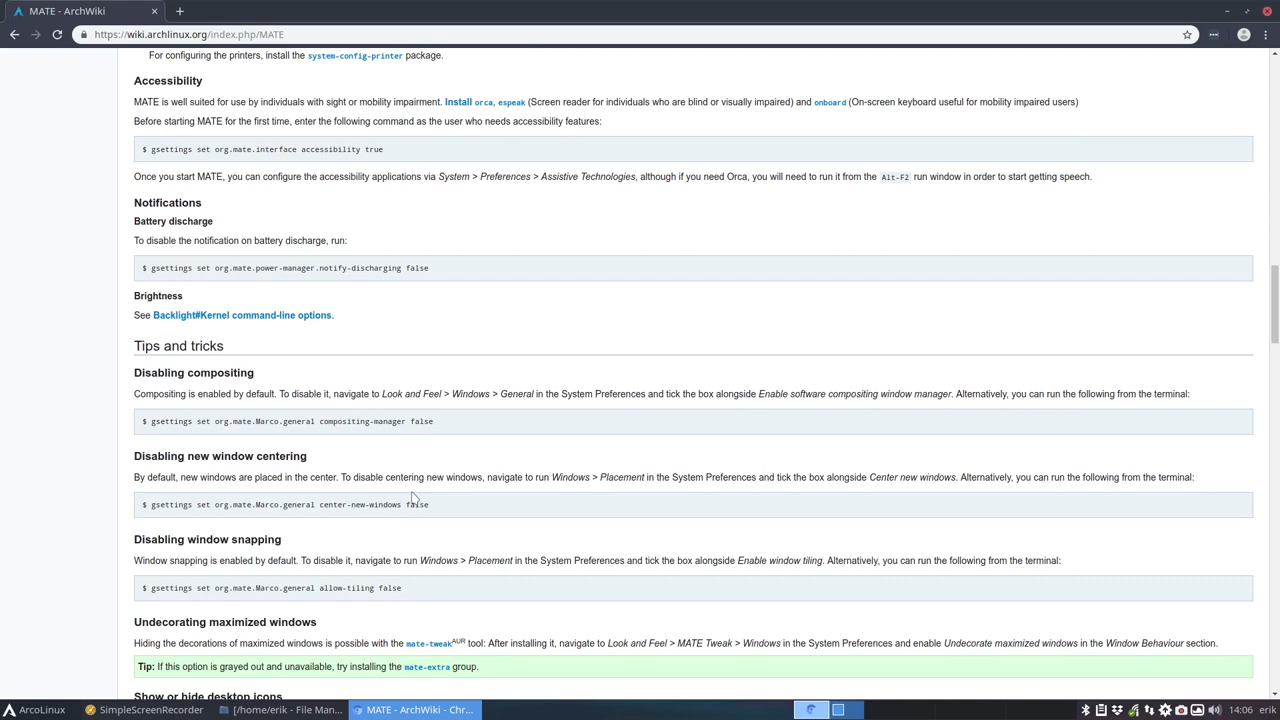 MATE - ArchWiki
https://wiki.archlinux.org/index.php/MATE
For configuring the printers, install the system-config-printer package.
Accessibility
MATE is well suited for use by individuals with sight or mobility impairment. Install orca, espeak (Screen reader for individuals who are blind or visually impaired) and onboard (On-screen keyboard useful for mobility impaired users)
Before starting MATE for the first time, enter the following command as the user who needs accessibility features:
$ gsettings set org.mate.interface accessibility true
Once you start MATE, you can configure the accessibility applications via System > Preferences > Assistive Technologies, although if you need Orca, you will need to run it from the Alt-F2 run window in order to start getting speech.
Notifications
Battery discharge
To disable the notification on battery discharge, run:
$ gsettings set org.mate.power-manager.notify-discharging false
Brightness
See Backlight#Kernel command-line options.
Tips and tricks
Disabling compositing
Compositing is enabled by default. To disable it, navigate to Look and Feel > Windows > General in the System Preferences and tick the box alongside Enable software compositing window manager. Alternatively, you can run the following from the terminal:
$ gsettings set org.mate.Marco.general compositing-manager false
Disabling new window centering
By default, new windows are placed in the center. To disable centering new windows, navigate to run Windows > Placement in the System Preferences and tick the box alongside Center new windows. Alternatively, you can run the following from the terminal:
$ gsettings set org.mate.Marco.general center-new-windows false
Disabling window snapping
Window snapping is enabled by default. To disable it, navigate to run Windows > Placement in the System Preferences and tick the box alongside Enable window tiling. Alternatively, you can run the following from the terminal:
$ gsettings set org.mate.Marco.general allow-tiling false
Undecorating maximized windows
Hiding the decorations of maximized windows is possible with the mate-tweakAUR tool: After installing it, navigate to Look and Feel > MATE Tweak > Windows in the System Preferences and enable Undecorate maximized windows in the Window Behaviour section.
Tip: If this option is grayed out and unavailable, try installing the mate-extra group.
Show or hide desktop icons
ArcoLinux SimpleScreenRecorder [/home/erik - File Man... MATE - ArchWiki - Chr... 14:06 erik